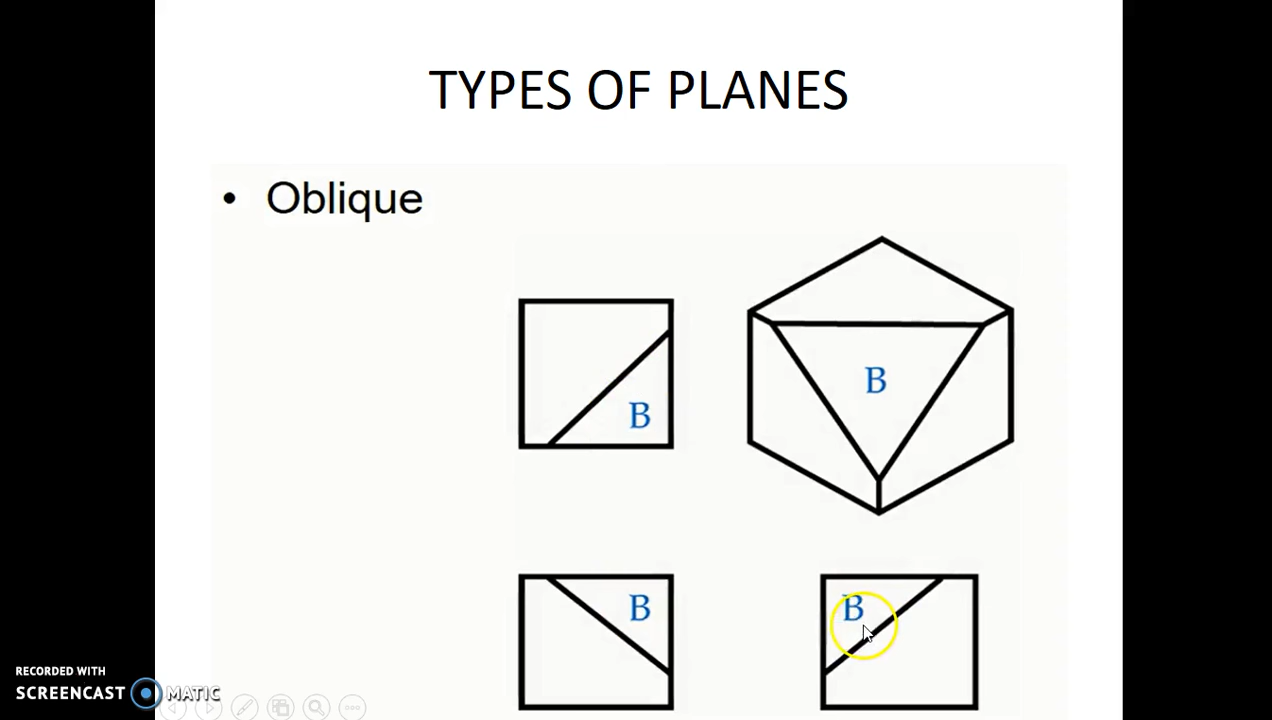 TYPES OF PLANES
• Oblique
B
B
B
B
RECORDED WITH
SCREENCAST MATIC